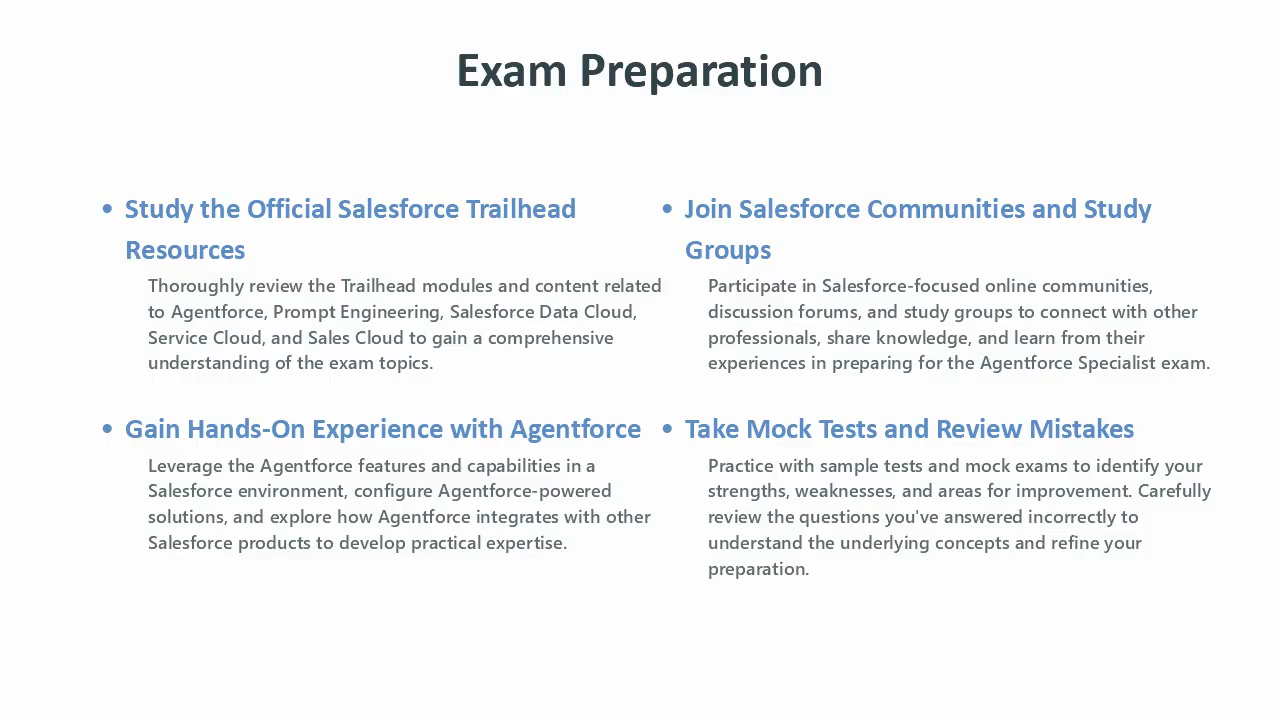 Exam Preparation
• Study the Official Salesforce Trailhead
Resources
Thoroughly review the Trailhead modules and content related
to Agentforce, Prompt Engineering, Salesforce Data Cloud,
Service Cloud, and Sales Cloud to gain a comprehensive
understanding of the exam topics.
• Gain Hands-On Experience with Agentforce
Leverage the Agentforce features and capabilities in a
Salesforce environment, configure Agentforce-powered
solutions, and explore how Agentforce integrates with other
Salesforce products to develop practical expertise.
• Join Salesforce Communities and Study
Groups
Participate in Salesforce-focused online communities,
discussion forums, and study groups to connect with other
professionals, share knowledge, and learn from their
experiences in preparing for the Agentforce Specialist exam.
• Take Mock Tests and Review Mistakes
Practice with sample tests and mock exams to identify your
strengths, weaknesses, and areas for improvement. Carefully
review the questions you've answered incorrectly to
understand the underlying concepts and refine your
preparation.